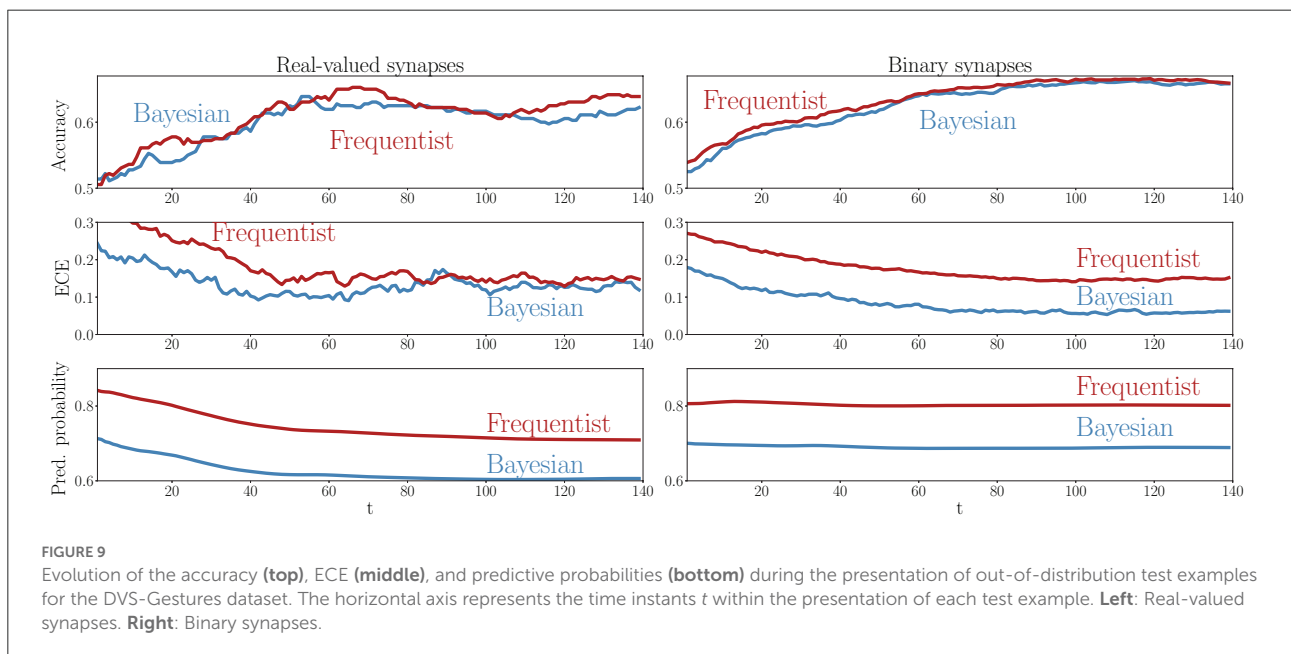 Real-valued synapses
Binary synapses
Accuracy
0.6
0.5
Bayesian
Frequentist
20 40 60 80 100 120 140
Frequentist
Bayesian
0.6
0.5
20 40 60 80 100 120 140
ECE
0.3
0.2
0.1
0.0
Frequentist
Bayesian
20 40 60 80 100 120 140
0.3
0.2
0.1
0.0
Frequentist
Bayesian
20 40 60 80 100 120 140
Pred. probability
0.8
0.6
Frequentist
Bayesian
20 40 60 80 100 120 140
t
0.8
0.6
Frequentist
Bayesian
20 40 60 80 100 120 140
t
FIGURE 9
Evolution of the accuracy (top), ECE (middle), and predictive probabilities (bottom) during the presentation of out-of-distribution test examples
for the DVS-Gestures dataset. The horizontal axis represents the time instants t within the presentation of each test example. Left: Real-valued
synapses. Right: Binary synapses.